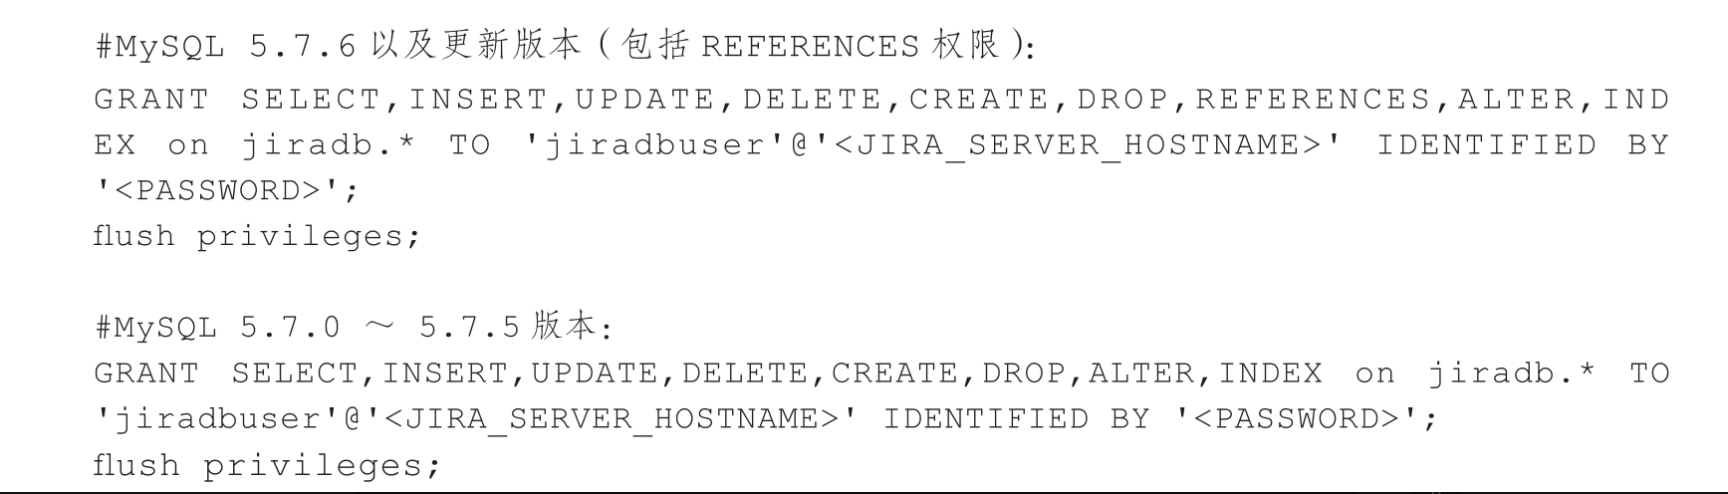 #MySQL 5.7.6 以及更新版本（包括 REFERENCES 权限）：
GRANT SELECT,INSERT,UPDATE,DELETE,CREATE,DROP,REFERENCES,ALTER,IND
EX on jiradb.* TO 'jiradbuser'@'<JIRA_SERVER_HOSTNAME>' IDENTIFIED BY
'<PASSWORD>';
flush privileges;
#MySQL 5.7.0 ～ 5.7.5 版本：
GRANT SELECT,INSERT,UPDATE,DELETE,CREATE,DROP,ALTER,INDEX on jiradb.* TO
'jiradbuser'@'<JIRA_SERVER_HOSTNAME>' IDENTIFIED BY '<PASSWORD>';
flush privileges;